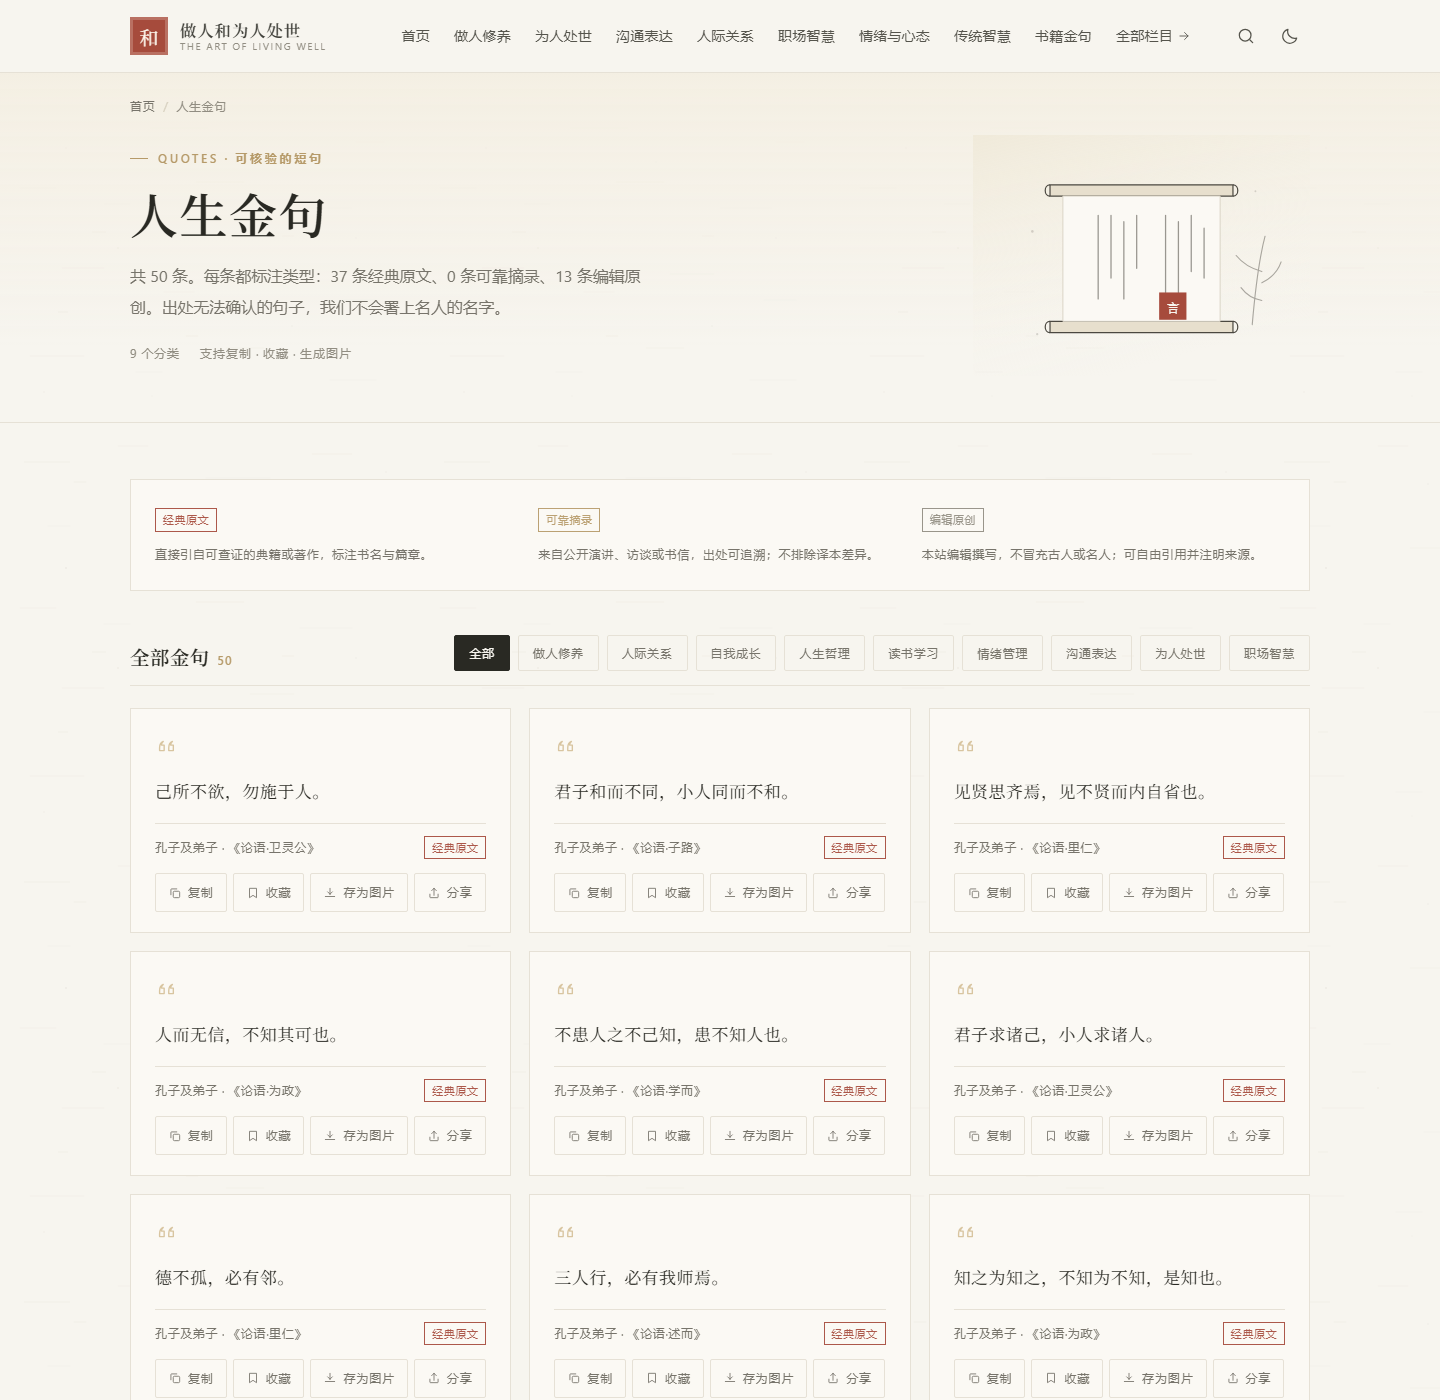 和
做人和为人处世
THE ART OF LIVING WELL
首页 做人修养 为人处世 沟通表达 人际关系 职场智慧 情绪与心态 传统智慧 书籍金句 全部栏目 →
首页 / 人生金句
QUOTES · 可核验的短句
人生金句
共 50 条。每条都标注类型：37 条经典原文、0 条可靠摘录、13 条编辑原
创。出处无法确认的句子，我们不会署上名人的名字。
9 个分类 支持复制 · 收藏 · 生成图片
言
经典原文
直接引自可查证的典籍或著作，标注书名与篇章。
可靠摘录
来自公开演讲、访谈或书信，出处可追溯；不排除译本差异。
编辑原创
本站编辑撰写，不冒充古人或名人；可自由引用并注明来源。
全部金句 50
全部 做人修养 人际关系 自我成长 人生哲理 读书学习 情绪管理 沟通表达 为人处世 职场智慧
“
己所不欲，勿施于人。
孔子及弟子 · 《论语·卫灵公》 经典原文
复制 收藏 存为图片 分享
“
君子和而不同，小人同而不和。
孔子及弟子 · 《论语·子路》 经典原文
复制 收藏 存为图片 分享
“
见贤思齐焉，见不贤而内自省也。
孔子及弟子 · 《论语·里仁》 经典原文
复制 收藏 存为图片 分享
“
人而无信，不知其可也。
孔子及弟子 · 《论语·为政》 经典原文
复制 收藏 存为图片 分享
“
不患人之不己知，患不知人也。
孔子及弟子 · 《论语·学而》 经典原文
复制 收藏 存为图片 分享
“
君子求诸己，小人求诸人。
孔子及弟子 · 《论语·卫灵公》 经典原文
复制 收藏 存为图片 分享
“
德不孤，必有邻。
孔子及弟子 · 《论语·里仁》 经典原文
复制 收藏 存为图片 分享
“
三人行，必有我师焉。
孔子及弟子 · 《论语·述而》 经典原文
复制 收藏 存为图片 分享
“
知之为知之，不知为不知，是知也。
孔子及弟子 · 《论语·为政》 经典原文
复制 收藏 存为图片 分享